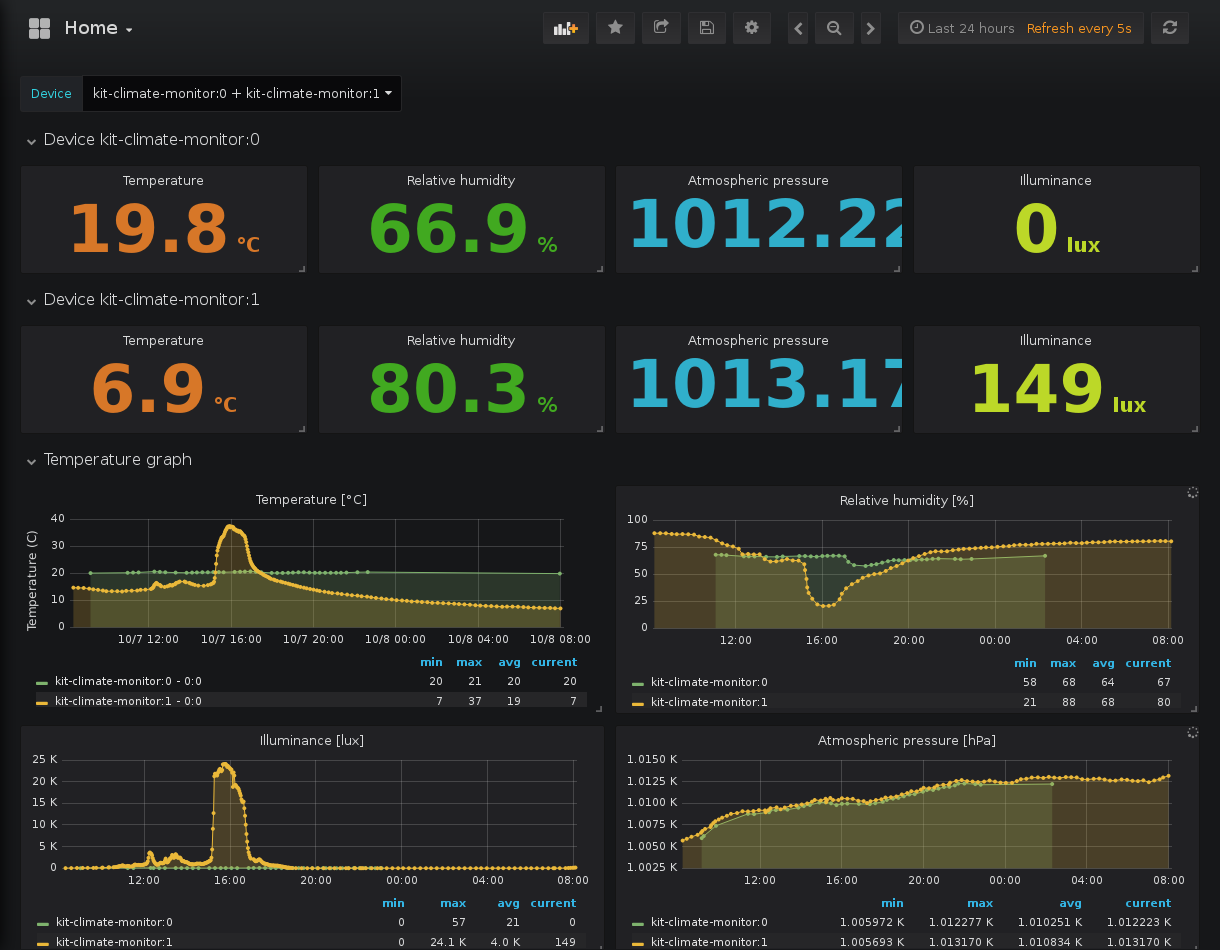 Home
Last 24 hours Refresh every 5s
Device kit-climate-monitor:0 + kit-climate-monitor:1
Device kit-climate-monitor:0
Temperature Relative humidity Atmospheric pressure Illuminance
19.8 °C 66.9 % 1012.22 0 lux
Device kit-climate-monitor:1
Temperature Relative humidity Atmospheric pressure Illuminance
6.9 °C 80.3 % 1013.17 149 lux
Temperature graph
Temperature [°C]
Temperature (C)
40
30
20
10
0
10/7 12:00 10/7 16:00 10/7 20:00 10/8 00:00 10/8 04:00 10/8 08:00
min max avg current
kit-climate-monitor:0 - 0:0 20 21 20 20
kit-climate-monitor:1 - 0:0 7 37 19 7
Relative humidity [%]
100
75
50
25
0
12:00 16:00 20:00 00:00 04:00 08:00
min max avg current
kit-climate-monitor:0 58 68 64 67
kit-climate-monitor:1 21 88 68 80
Illuminance [lux]
25 K
20 K
15 K
10 K
5 K
0
12:00 16:00 20:00 00:00 04:00 08:00
min max avg current
kit-climate-monitor:0 0 57 21 0
kit-climate-monitor:1 0 24.1 K 4.0 K 149
Atmospheric pressure [hPa]
1.0150 K
1.0125 K
1.0100 K
1.0075 K
1.0050 K
1.0025 K
12:00 16:00 20:00 00:00 04:00 08:00
min max avg current
kit-climate-monitor:0 1.005972 K 1.012277 K 1.010251 K 1.012223 K
kit-climate-monitor:1 1.005693 K 1.013170 K 1.010834 K 1.013170 K